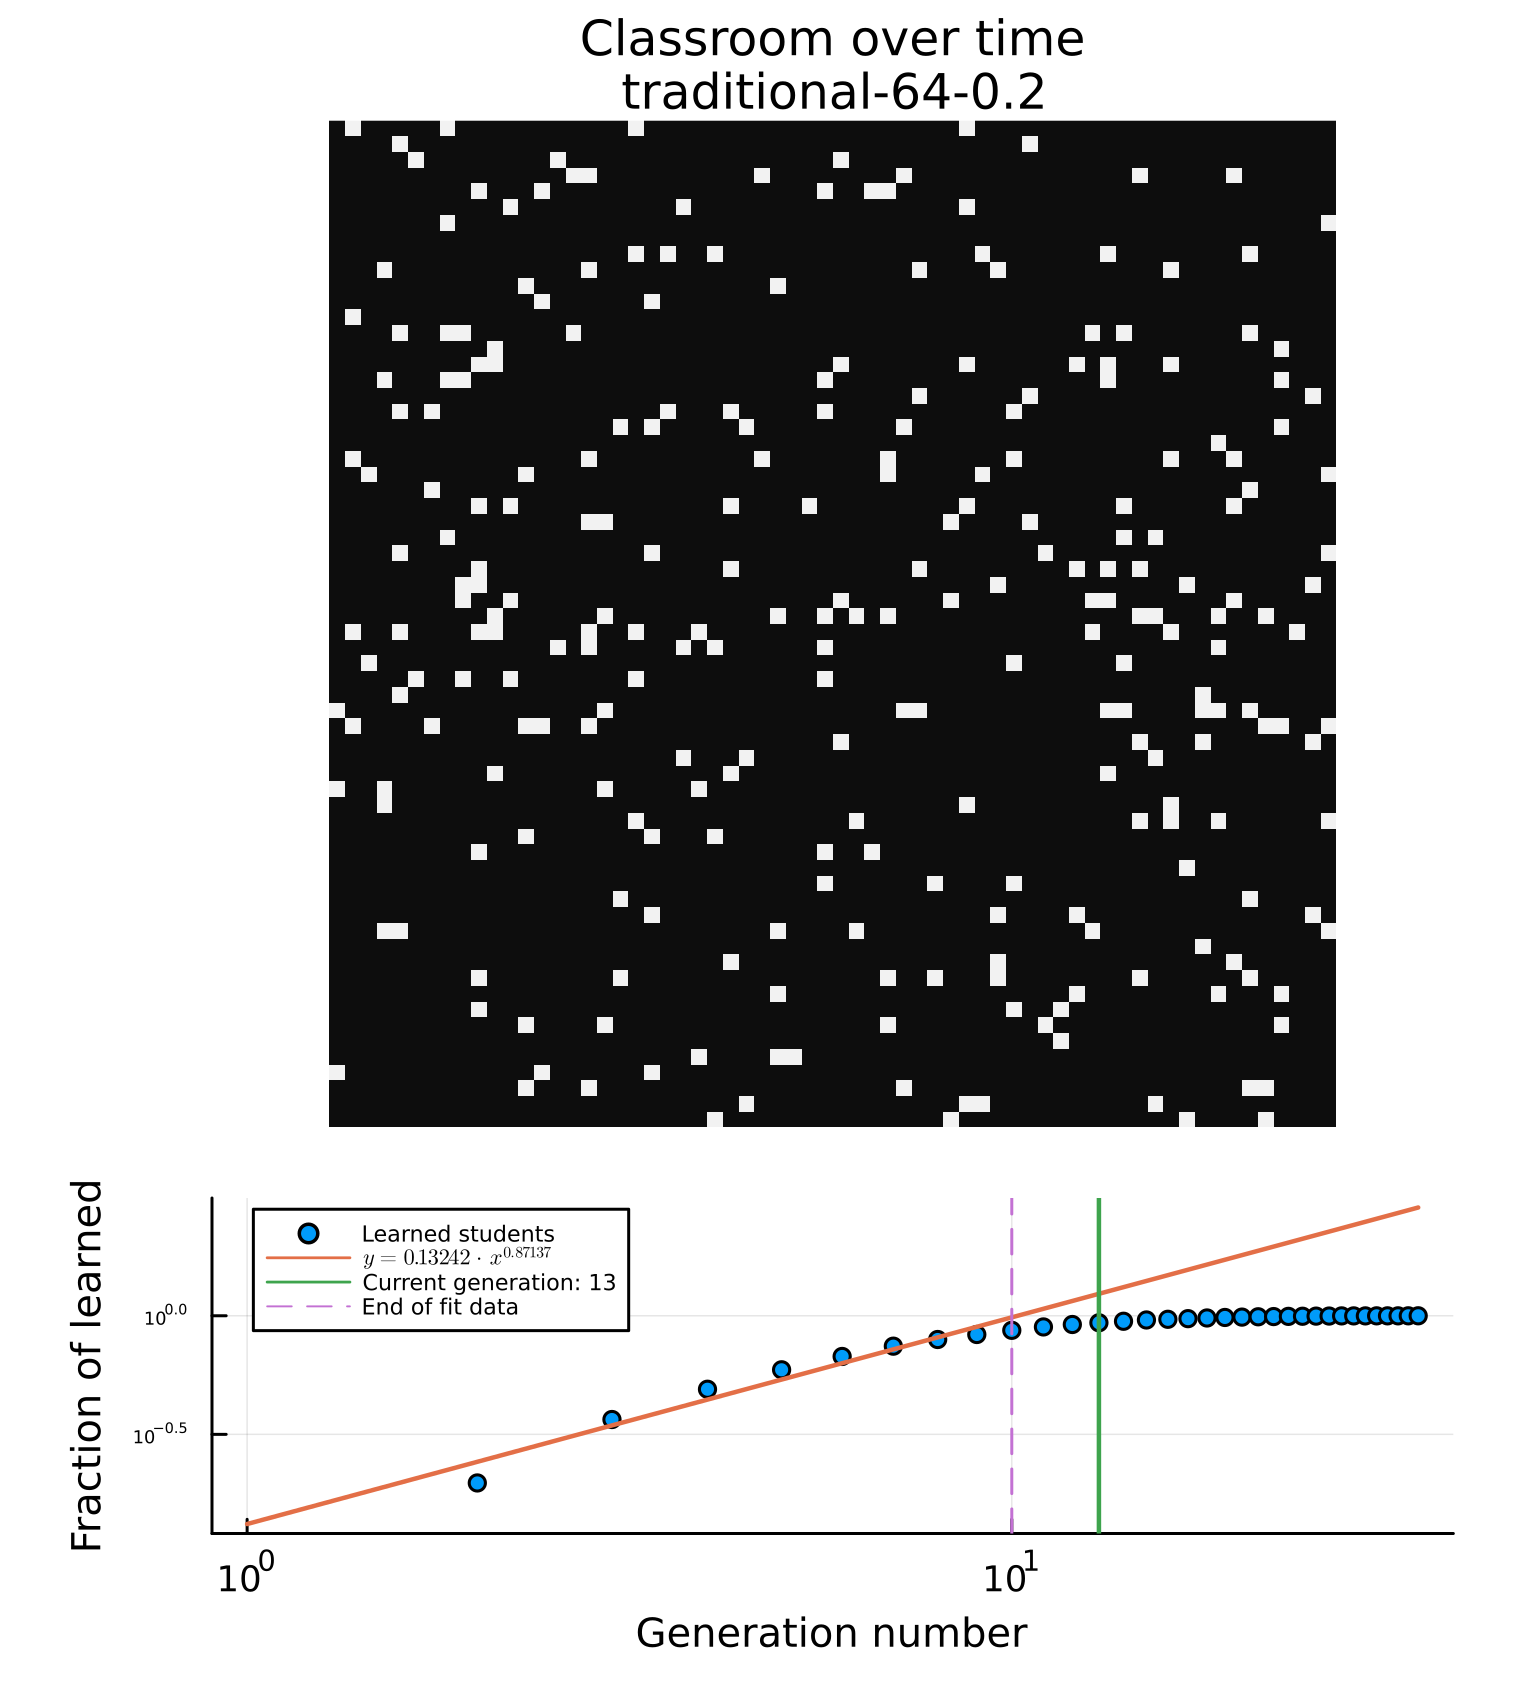 Classroom over time
traditional-64-0.2
Fraction of learned
Learned students
y = 0.13242 · x^0.87137
Current generation: 13
End of fit data
10^0.0
10^−0.5
10^0
10^1
Generation number